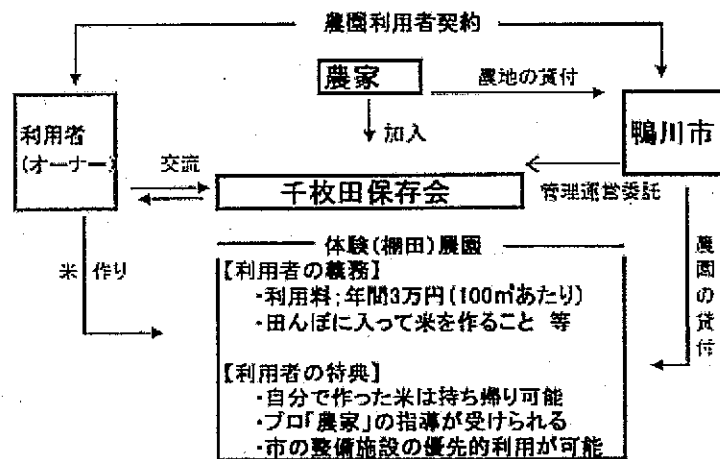 農園利用者契約
農家
農地の貸付
利用者
(オーナー)
鴨川市
加入
交流
千枚田保存会
管理運営委託
米作り
体験(棚田)農園
農園の貸付
【利用者の義務】
・利用料;年間3万円(100㎡あたり)
・田んぼに入って米を作ること 等
【利用者の特典】
・自分で作った米は持ち帰り可能
・プロ「農家」の指導が受けられる
・市の整備施設の優先的利用が可能